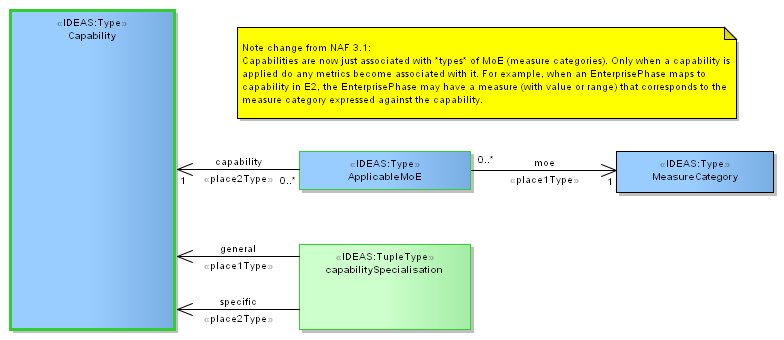 «IDEAS:Type»
Capability
Note change from NAF 3.1:
Capabilities are now just associated with *types* of MoE (measure categories). Only when a capability is
applied do any metrics become associated with it. For example, when an EnterprisePhase maps to
capability in E2, the EnterprisePhase may have a measure (with value or range) that corresponds to the
measure category expressed against the capability.
capability
«place2Type»
1
0..*
«IDEAS:Type»
ApplicableMoE
0..*
moe
«place1Type»
1
«IDEAS:Type»
MeasureCategory
general
«place1Type»
specific
«place2Type»
«IDEAS:TupleType»
capabilitySpecialisation